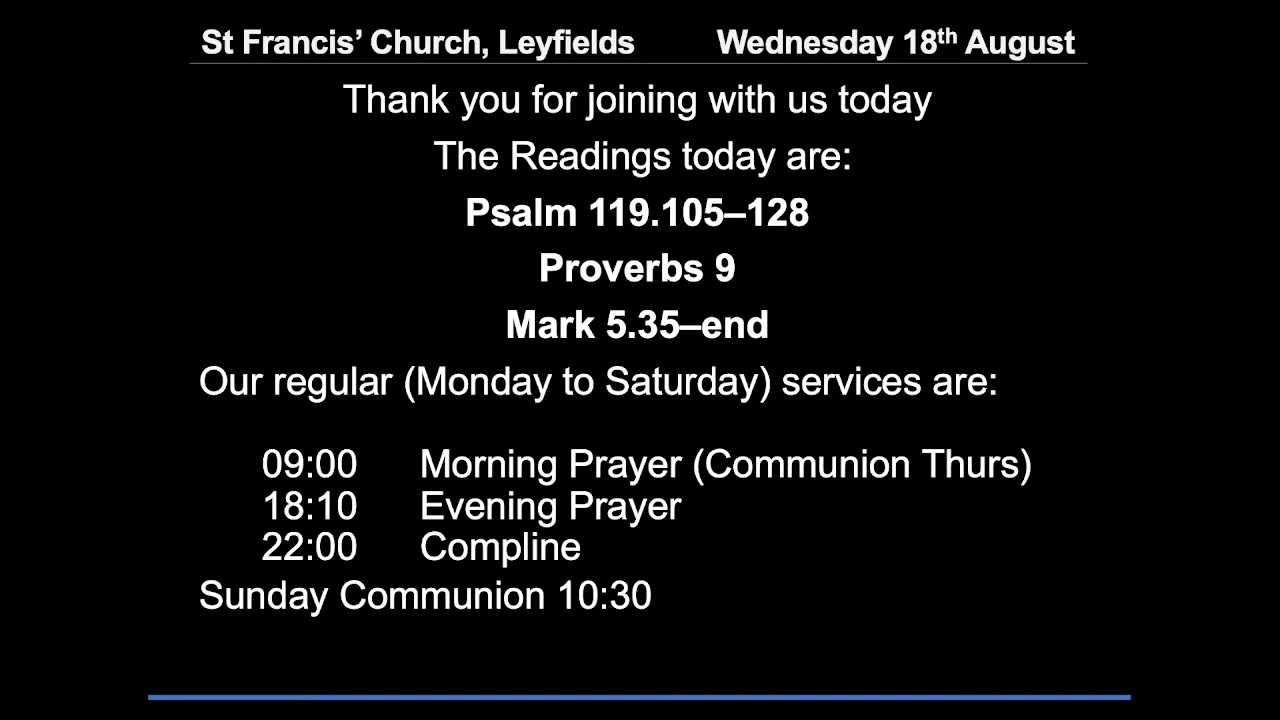 St Francis’ Church, Leyfields Wednesday 18th August
Thank you for joining with us today
The Readings today are:
Psalm 119.105–128
Proverbs 9
Mark 5.35–end
Our regular (Monday to Saturday) services are:
09:00 Morning Prayer (Communion Thurs)
18:10 Evening Prayer
22:00 Compline
Sunday Communion 10:30